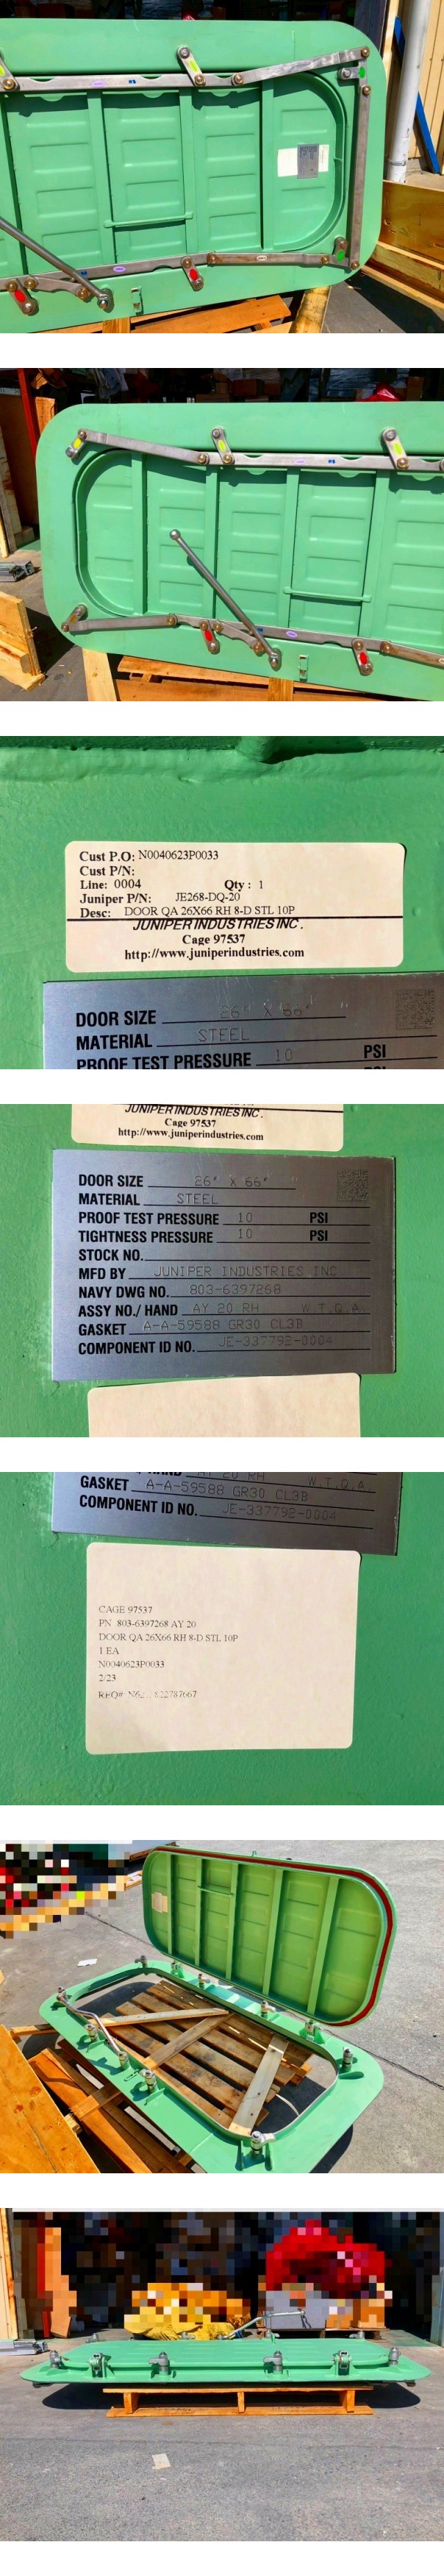 Cust P.O: N0040623P0033
Cust P/N:
Line: 0004 Qty: 1
Juniper P/N: JE268-DQ-20
Desc: DOOR QA 26X66 RH 8-D STL 10P
JUNIPER INDUSTRIES INC.
Cage 97537
http://www.juniperindustries.com
DOOR SIZE 26" X 66"
MATERIAL STEEL
PROOF TEST PRESSURE 10 PSI
JUNIPER INDUSTRIES INC.
Cage 97537
http://www.juniperindustries.com
DOOR SIZE 26" X 66"
MATERIAL STEEL
PROOF TEST PRESSURE 10 PSI
TIGHTNESS PRESSURE 10 PSI
STOCK NO.
MFD BY JUNIPER INDUSTRIES INC
NAVY DWG NO. 803-6397268
ASSY NO./ HAND AY 20 RH W.T.Q.A.
GASKET A-A-59588 GR30 CL3B
COMPONENT ID NO. JE-337792-0004
AY 20 RH W.T.Q.A.
GASKET A-A-59588 GR30 CL3B
COMPONENT ID NO. JE-337792-0004
CAGE 97537
PN 803-6397268 AY 20
DOOR QA 26X66 RH 8-D STL 10P
1 EA
N0040623P0033
2/23
REQ#